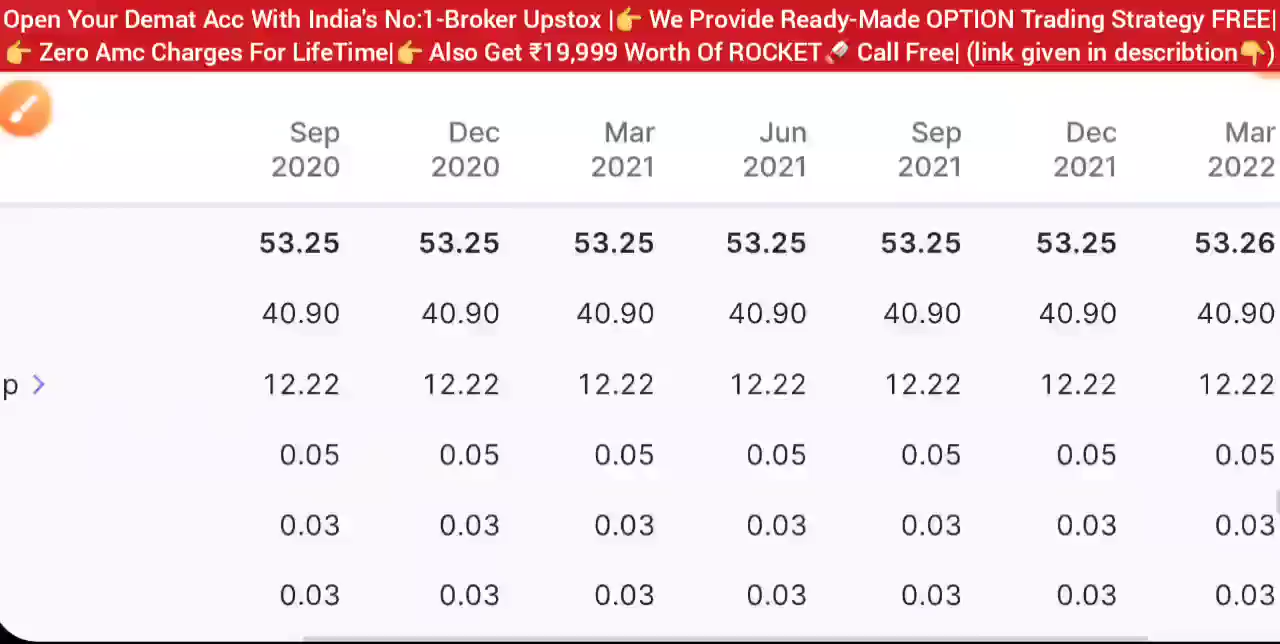 Open Your Demat Acc With India's No:1-Broker Upstox |👉 We Provide Ready-Made OPTION Trading Strategy FREE|
👉 Zero Amc Charges For LifeTime|👉 Also Get ₹19,999 Worth Of ROCKET🚀 Call Free| (link given in describtion👇)
Sep Dec Mar Jun Sep Dec Mar
2020 2020 2021 2021 2021 2021 2022
53.25 53.25 53.25 53.25 53.25 53.25 53.26
40.90 40.90 40.90 40.90 40.90 40.90 40.90
p > 12.22 12.22 12.22 12.22 12.22 12.22 12.22
0.05 0.05 0.05 0.05 0.05 0.05 0.05
0.03 0.03 0.03 0.03 0.03 0.03 0.03
0.03 0.03 0.03 0.03 0.03 0.03 0.03